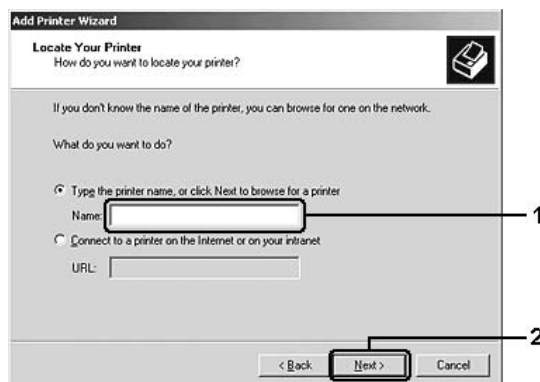 Add Printer Wizard
Locate Your Printer
How do you want to locate your printer?
If you don't know the name of the printer, you can browse for one on the network.
What do you want to do?
Type the printer name, or click Next to browse for a printer
Name:
1
Connect to a printer on the Internet or on your intranet
URL:
2
< Back Next > Cancel